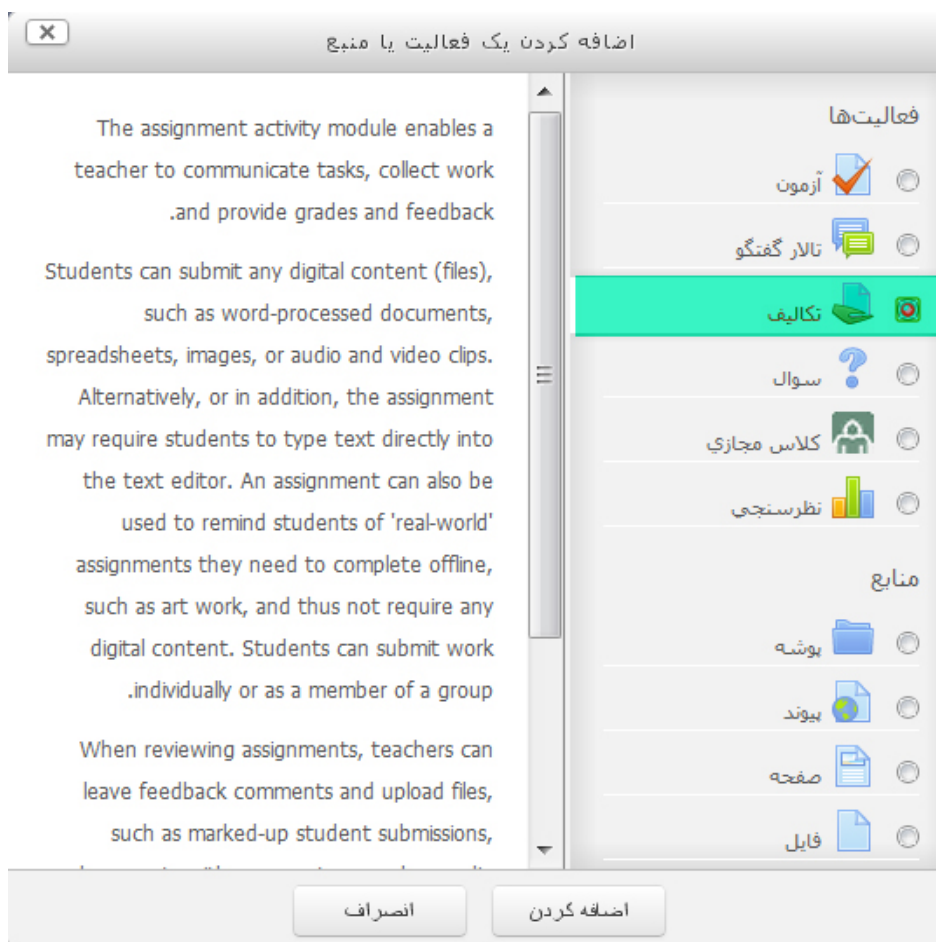 اضافه کردن یک فعالیت یا منبع
فعالیت‌ها
آزمون
تالار گفتگو
تکالیف
سوال
کلاس مجازي
نظرسنجی
منابع
پوشه
پیوند
صفحه
فایل
The assignment activity module enables a
teacher to communicate tasks, collect work
.and provide grades and feedback
Students can submit any digital content (files),
such as word-processed documents,
spreadsheets, images, or audio and video clips.
Alternatively, or in addition, the assignment
may require students to type text directly into
the text editor. An assignment can also be
used to remind students of 'real-world'
assignments they need to complete offline,
such as art work, and thus not require any
digital content. Students can submit work
.individually or as a member of a group
When reviewing assignments, teachers can
leave feedback comments and upload files,
such as marked-up student submissions,
اضافه کردن
انصراف